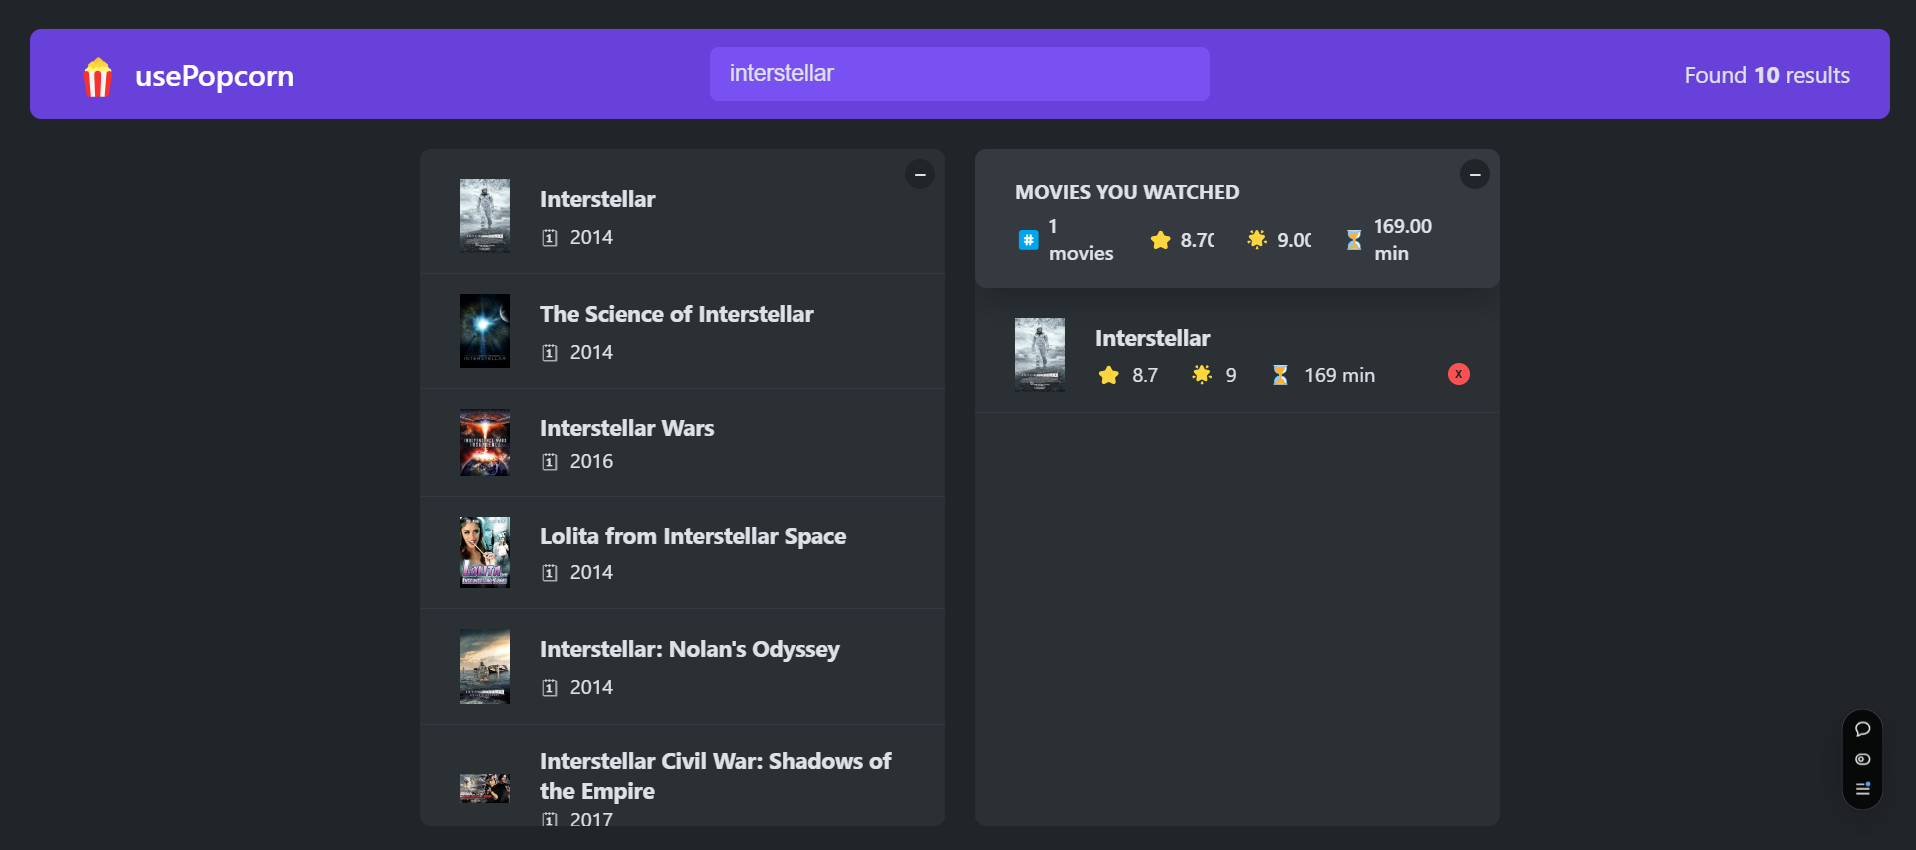 usePopcorn
interstellar
Found 10 results
Interstellar
2014
The Science of Interstellar
2014
Interstellar Wars
2016
Lolita from Interstellar Space
2014
Interstellar: Nolan's Odyssey
2014
Interstellar Civil War: Shadows of
the Empire
2017
MOVIES YOU WATCHED
1
movies
8.70
9.00
169.00
min
Interstellar
8.7
9
169 min
X